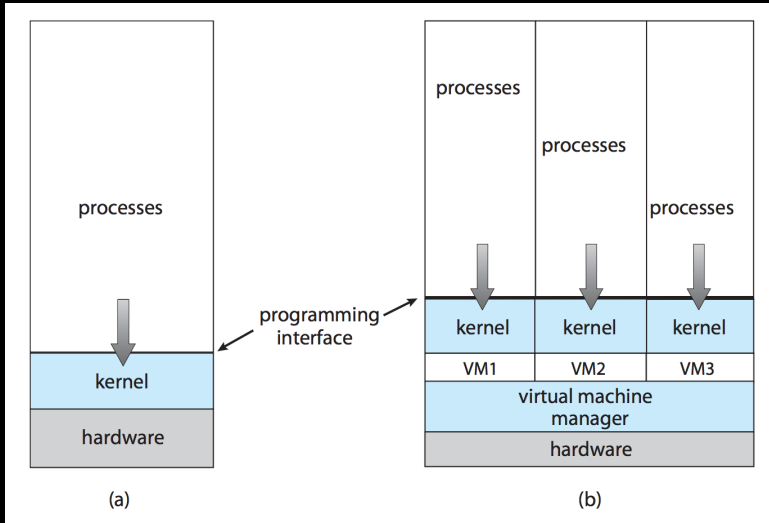 processes
kernel
hardware
(a)
programming
interface
processes
processes
processes
kernel
kernel
kernel
VM1
VM2
VM3
virtual machine
manager
hardware
(b)